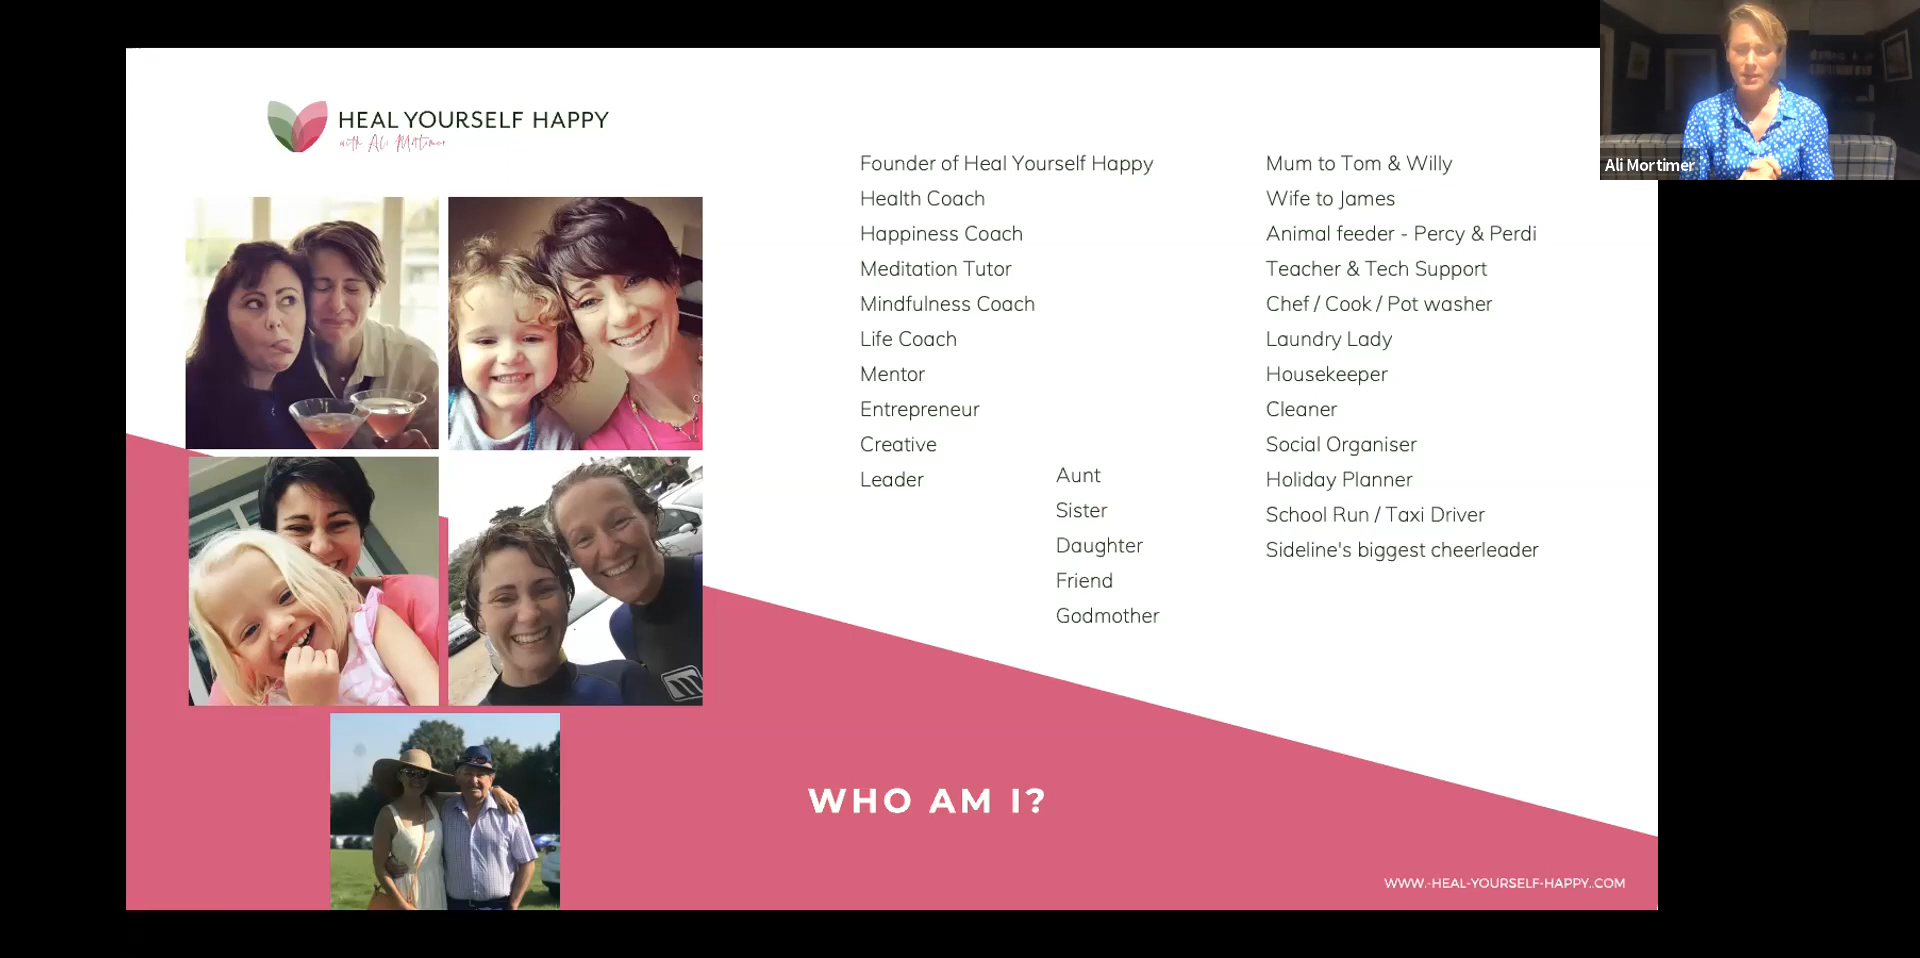 HEAL YOURSELF HAPPY
with Ali Mortimer
Founder of Heal Yourself Happy
Health Coach
Happiness Coach
Meditation Tutor
Mindfulness Coach
Life Coach
Mentor
Entrepreneur
Creative
Leader
Aunt
Sister
Daughter
Friend
Godmother
Mum to Tom & Willy
Wife to James
Animal feeder - Percy & Perdi
Teacher & Tech Support
Chef / Cook / Pot washer
Laundry Lady
Housekeeper
Cleaner
Social Organiser
Holiday Planner
School Run / Taxi Driver
Sideline's biggest cheerleader
Ali Mortimer
WHO AM I?
WWW.-HEAL-YOURSELF-HAPPY..COM